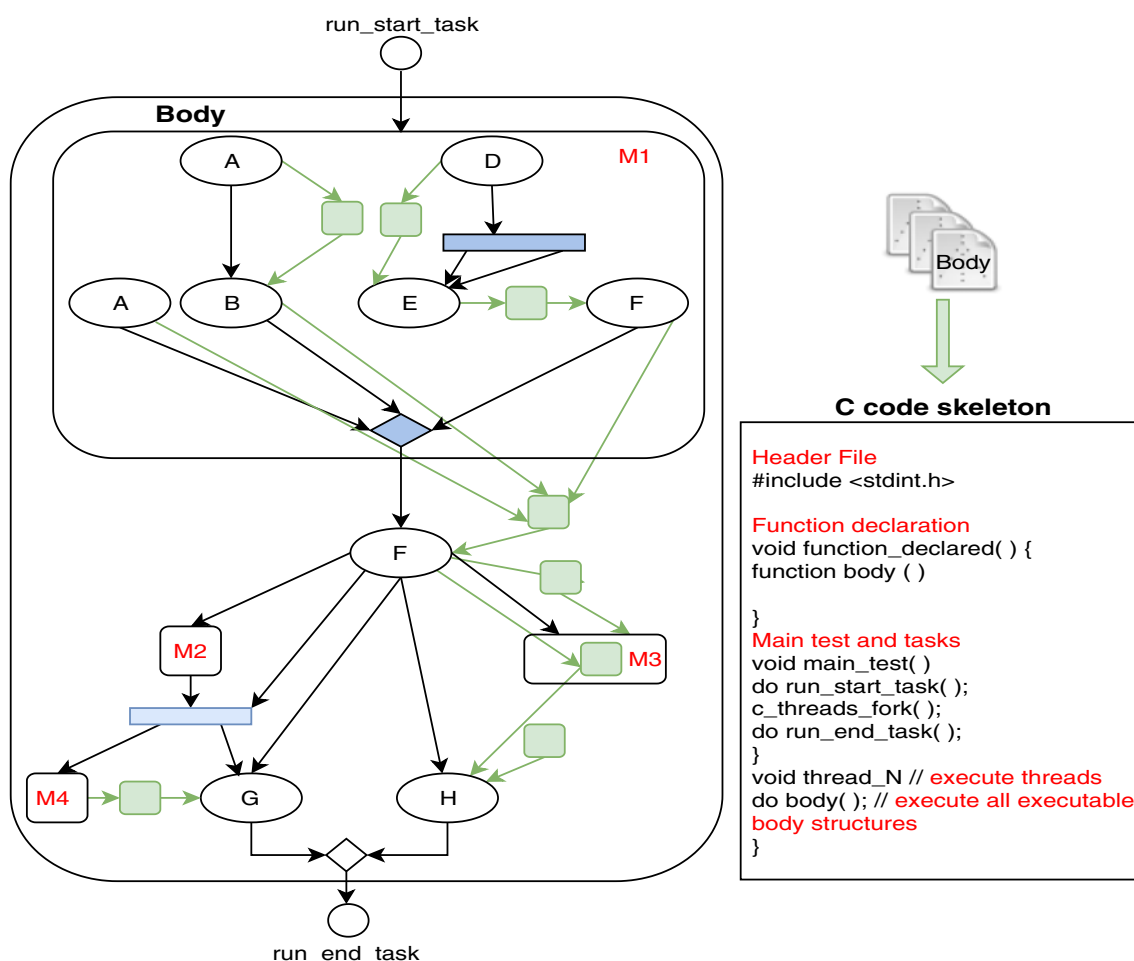 run_start_task
Body
A
D
M1
A
B
E
F
F
M2
M3
M4
G
H
run_end_task
Body
C code skeleton
Header File
#include <stdint.h>
Function declaration
void function_declared( ) {
function body ( )
}
Main test and tasks
void main_test( )
do run_start_task( );
c_threads_fork( );
do run_end_task( );
}
void thread_N // execute threads
do body( ); // execute all executable
body structures
}